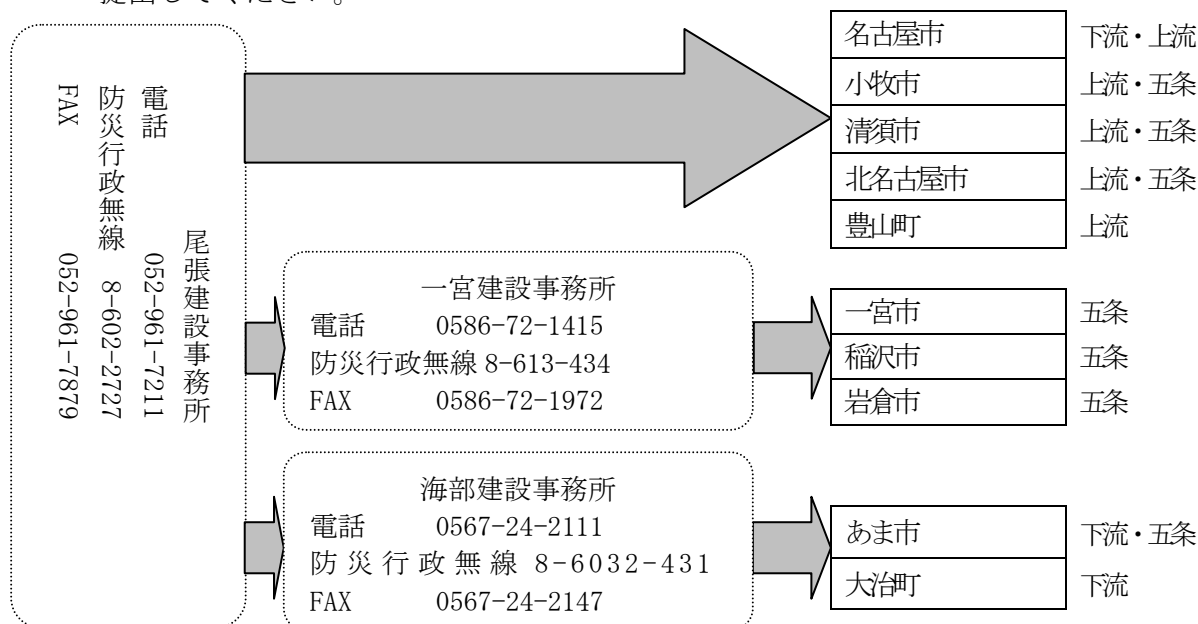 提出してください。
尾張建設事務所
電話 052-961-7211
防災行政無線 8-602-2727
FAX 052-961-7879
名古屋市 下流・上流
小牧市 上流・五条
清須市 上流・五条
北名古屋市 上流・五条
豊山町 上流
一宮建設事務所
電話 0586-72-1415
防災行政無線 8-613-434
FAX 0586-72-1972
一宮市 五条
稲沢市 五条
岩倉市 五条
海部建設事務所
電話 0567-24-2111
防災行政無線 8-6032-431
FAX 0567-24-2147
あま市 下流・五条
大治町 下流